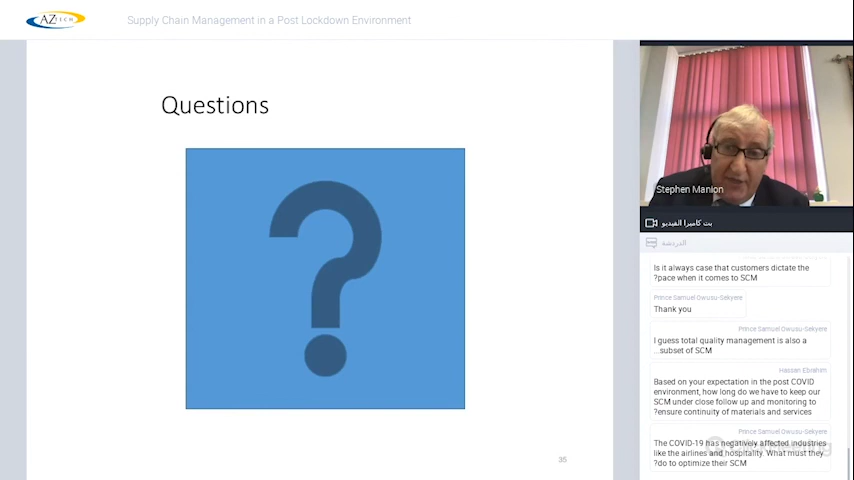 AZTECH
Supply Chain Management in a Post Lockdown Environment
Questions
?
35
Stephen Manion
بث كاميرا الفيديو
الدردشة
Is it always case that customers dictate the
?pace when it comes to SCM
Prince Samuel Owusu-Sekyere
Thank you
Prince Samuel Owusu-Sekyere
I guess total quality management is also a
...subset of SCM
Hassan Ebrahim
Based on your expectation in the post COVID
environment, how long do we have to keep our
SCM under close follow up and monitoring to
?ensure continuity of materials and services
Prince Samuel Owusu-Sekyere
The COVID-19 has negatively affected industries
like the airlines and hospitality. What must they
?do to optimize their SCM